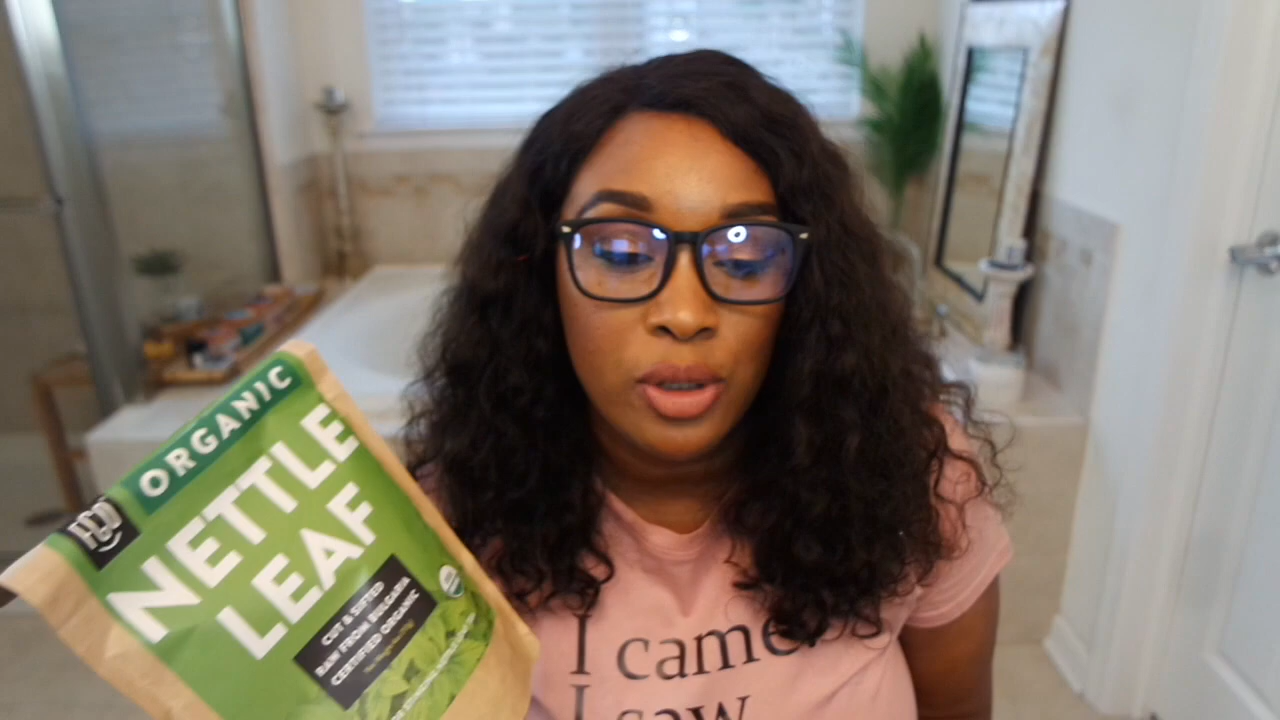 ORGANIC
NETTLE
LEAF
CUT & SIFTED
RAW FROM BULGARIA
CERTIFIED ORGANIC
I came.
I saw